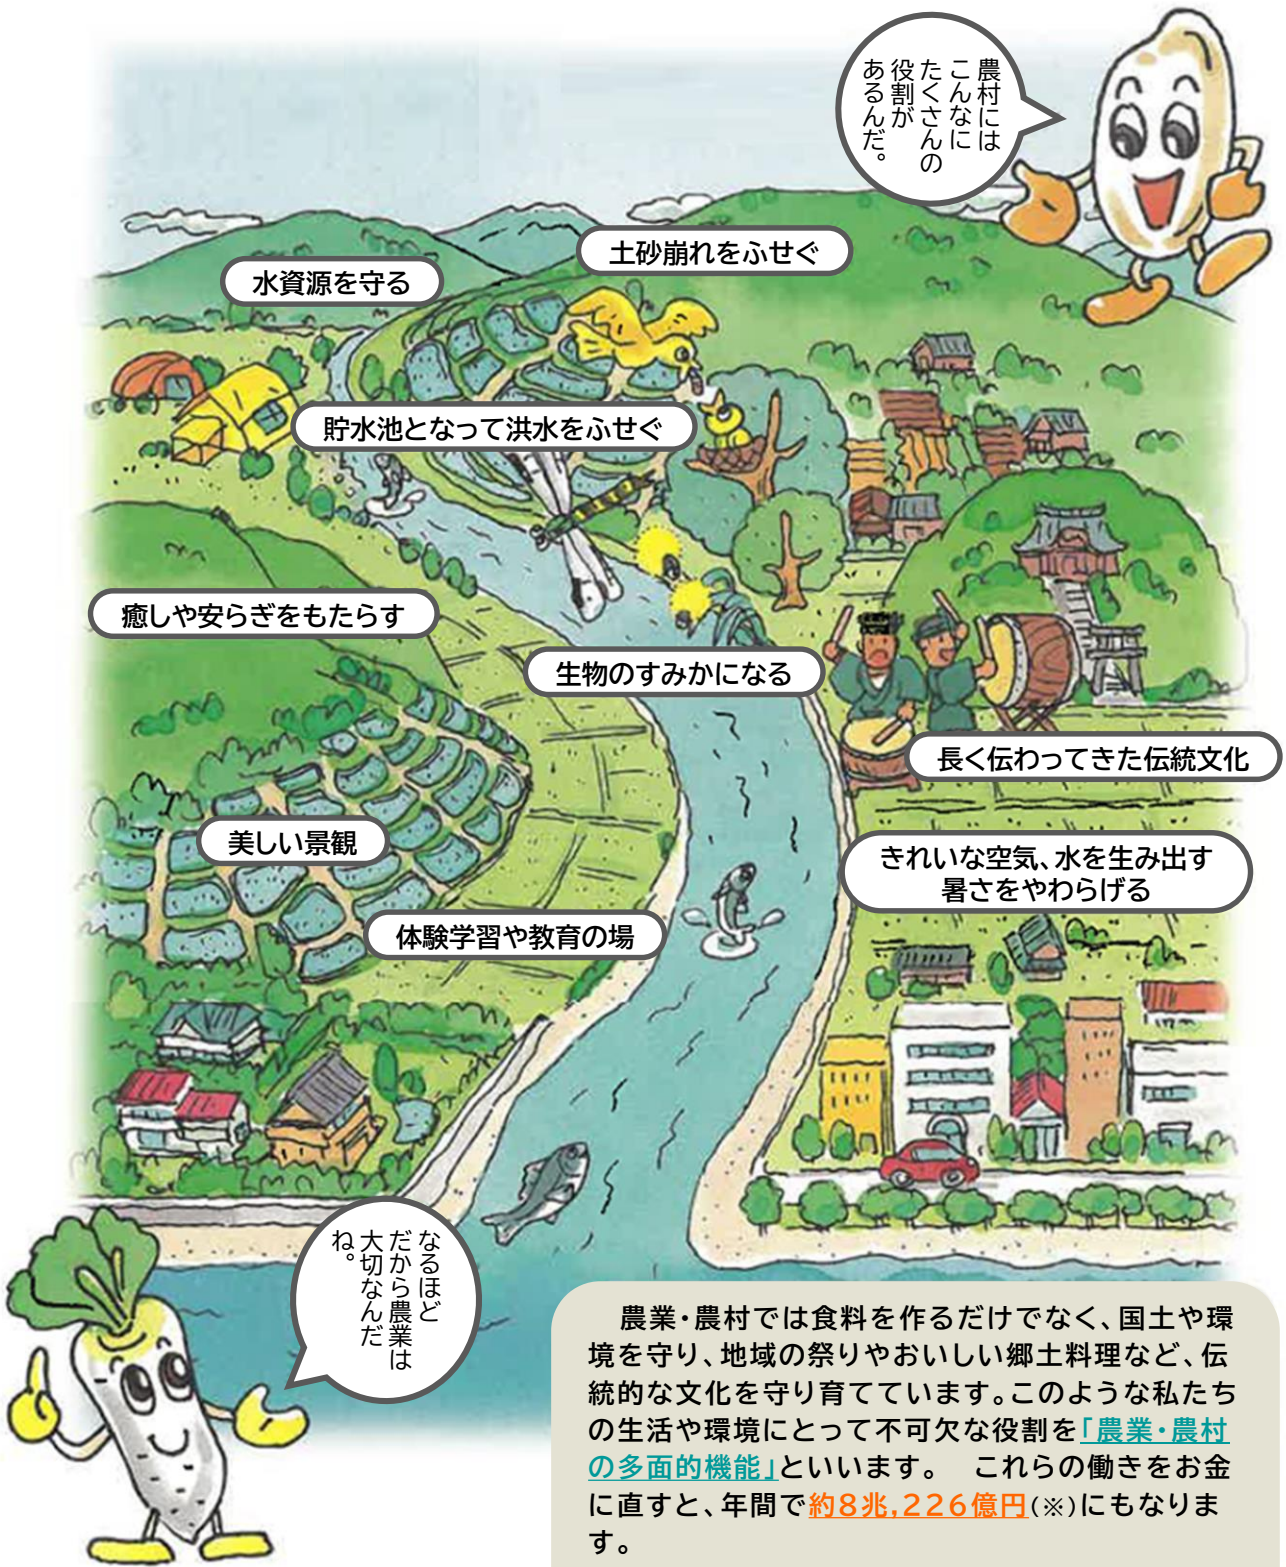 農村には
こんなに
たくさんの
役割が
あるんだ。
土砂崩れをふせぐ
水資源を守る
貯水池となって洪水をふせぐ
癒しや安らぎをもたらす
生物のすみかになる
長く伝わってきた伝統文化
美しい景観
きれいな空気、水を生み出す
暑さをやわらげる
体験学習や教育の場
なるほど
だから農業は
大切なんだ
ね。
農業・農村では食料を作るだけでなく、国土や環
境を守り、地域の祭りやおいしい郷土料理など、伝
統的な文化を守り育てています。このような私たち
の生活や環境にとって不可欠な役割を「農業・農村
の多面的機能」といいます。　これらの働きをお金
に直すと、年間で約８兆,２２６億円(※)にもなりま
す。